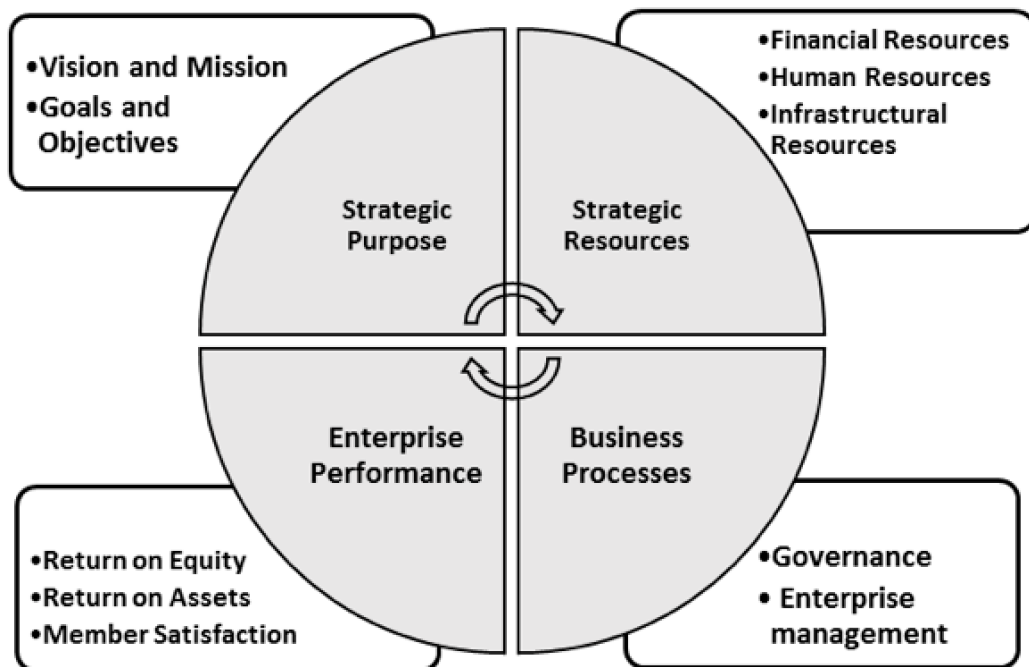 •Vision and Mission
•Goals and
Objectives
•Financial Resources
•Human Resources
•Infrastructural
Resources
Strategic
Purpose
Strategic
Resources
Enterprise
Performance
Business
Processes
•Return on Equity
•Return on Assets
•Member Satisfaction
•Governance
• Enterprise
management